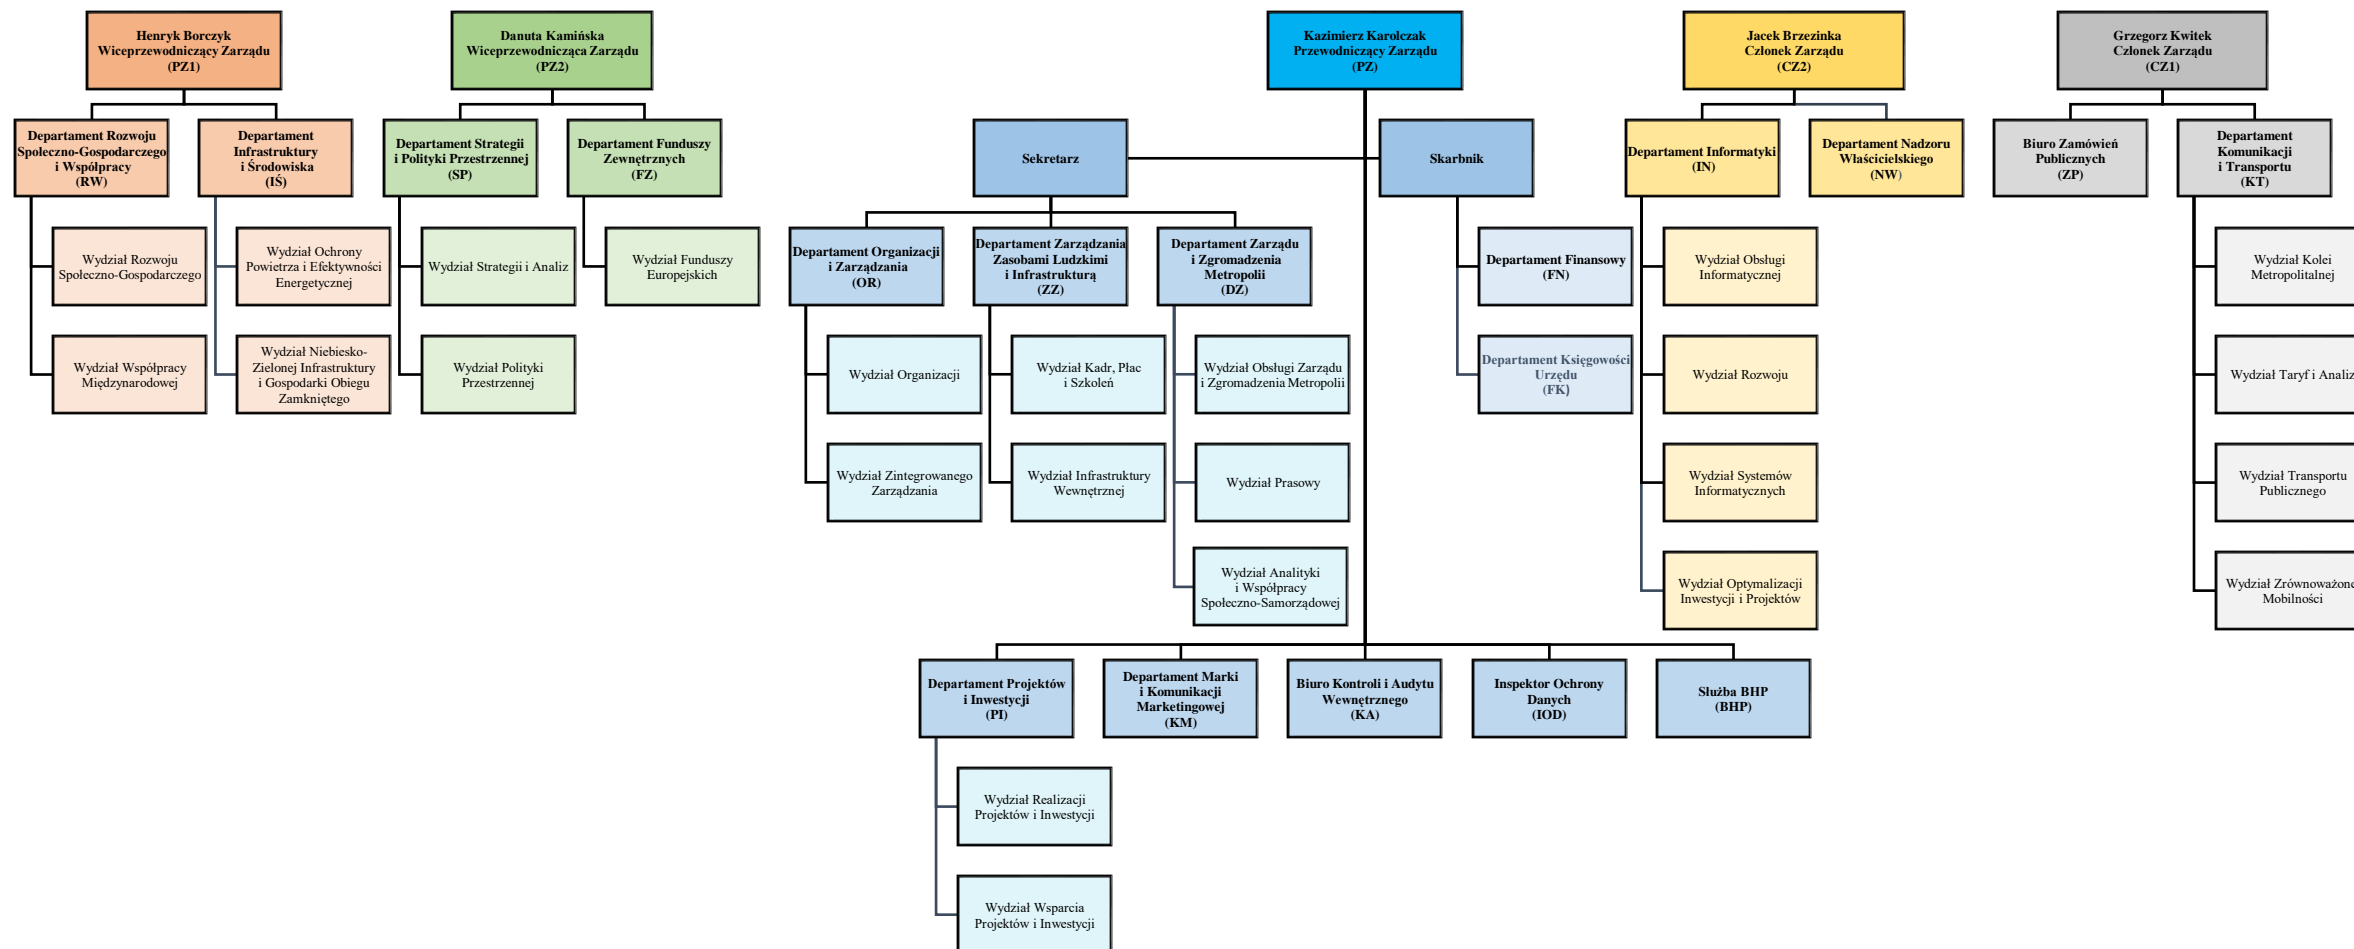 Henryk Borczyk
Wiceprzewodniczący Zarządu
(PZ1)
Danuta Kamińska
Wiceprzewodnicząca Zarządu
(PZ2)
Kazimierz Karolczak
Przewodniczący Zarządu
(PZ)
Jacek Brzezinka
Członek Zarządu
(CZ2)
Grzegorz Kwitek
Członek Zarządu
(CZ1)
Departament Rozwoju
Społeczno-Gospodarczego
i Współpracy
(RW)
Departament
Infrastruktury
i Środowiska
(IŚ)
Departament Strategii
i Polityki Przestrzennej
(SP)
Departament Funduszy
Zewnętrznych
(FZ)
Sekretarz
Skarbnik
Departament Informatyki
(IN)
Departament Nadzoru
Właścicielskiego
(NW)
Biuro Zamówień
Publicznych
(ZP)
Departament
Komunikacji
i Transportu
(KT)
Wydział Rozwoju
Społeczno-Gospodarczego
Wydział Ochrony
Powietrza i Efektywności
Energetycznej
Wydział Strategii i Analiz
Wydział Funduszy
Europejskich
Departament Organizacji
i Zarządzania
(OR)
Departament Zarządzania
Zasobami Ludzkimi
i Infrastrukturą
(ZZ)
Departament Zarządu
i Zgromadzenia
Metropolii
(DZ)
Departament Finansowy
(FN)
Wydział Obsługi
Informatycznej
Wydział Kolei
Metropolitalnej
Wydział Współpracy
Międzynarodowej
Wydział Niebiesko-
Zielonej Infrastruktury
i Gospodarki Obiegu
Zamkniętego
Wydział Polityki
Przestrzennej
Wydział Organizacji
Wydział Kadr, Płac
i Szkoleń
Wydział Obsługi Zarządu
i Zgromadzenia Metropolii
Departament Księgowości
Urzędu
(FK)
Wydział Rozwoju
Wydział Taryf i Analiz
Wydział Zintegrowanego
Zarządzania
Wydział Infrastruktury
Wewnętrznej
Wydział Prasowy
Wydział Systemów
Informatycznych
Wydział Transportu
Publicznego
Wydział Analityki
i Współpracy
Społeczno-Samorządowej
Wydział Optymalizacji
Inwestycji i Projektów
Wydział Zrównoważone
Mobilności
Departament Projektów
i Inwestycji
(PI)
Departament Marki
i Komunikacji
Marketingowej
(KM)
Biuro Kontroli i Audytu
Wewnętrznego
(KA)
Inspektor Ochrony
Danych
(IOD)
Służba BHP
(BHP)
Wydział Realizacji
Projektów i Inwestycji
Wydział Wsparcia
Projektów i Inwestycji